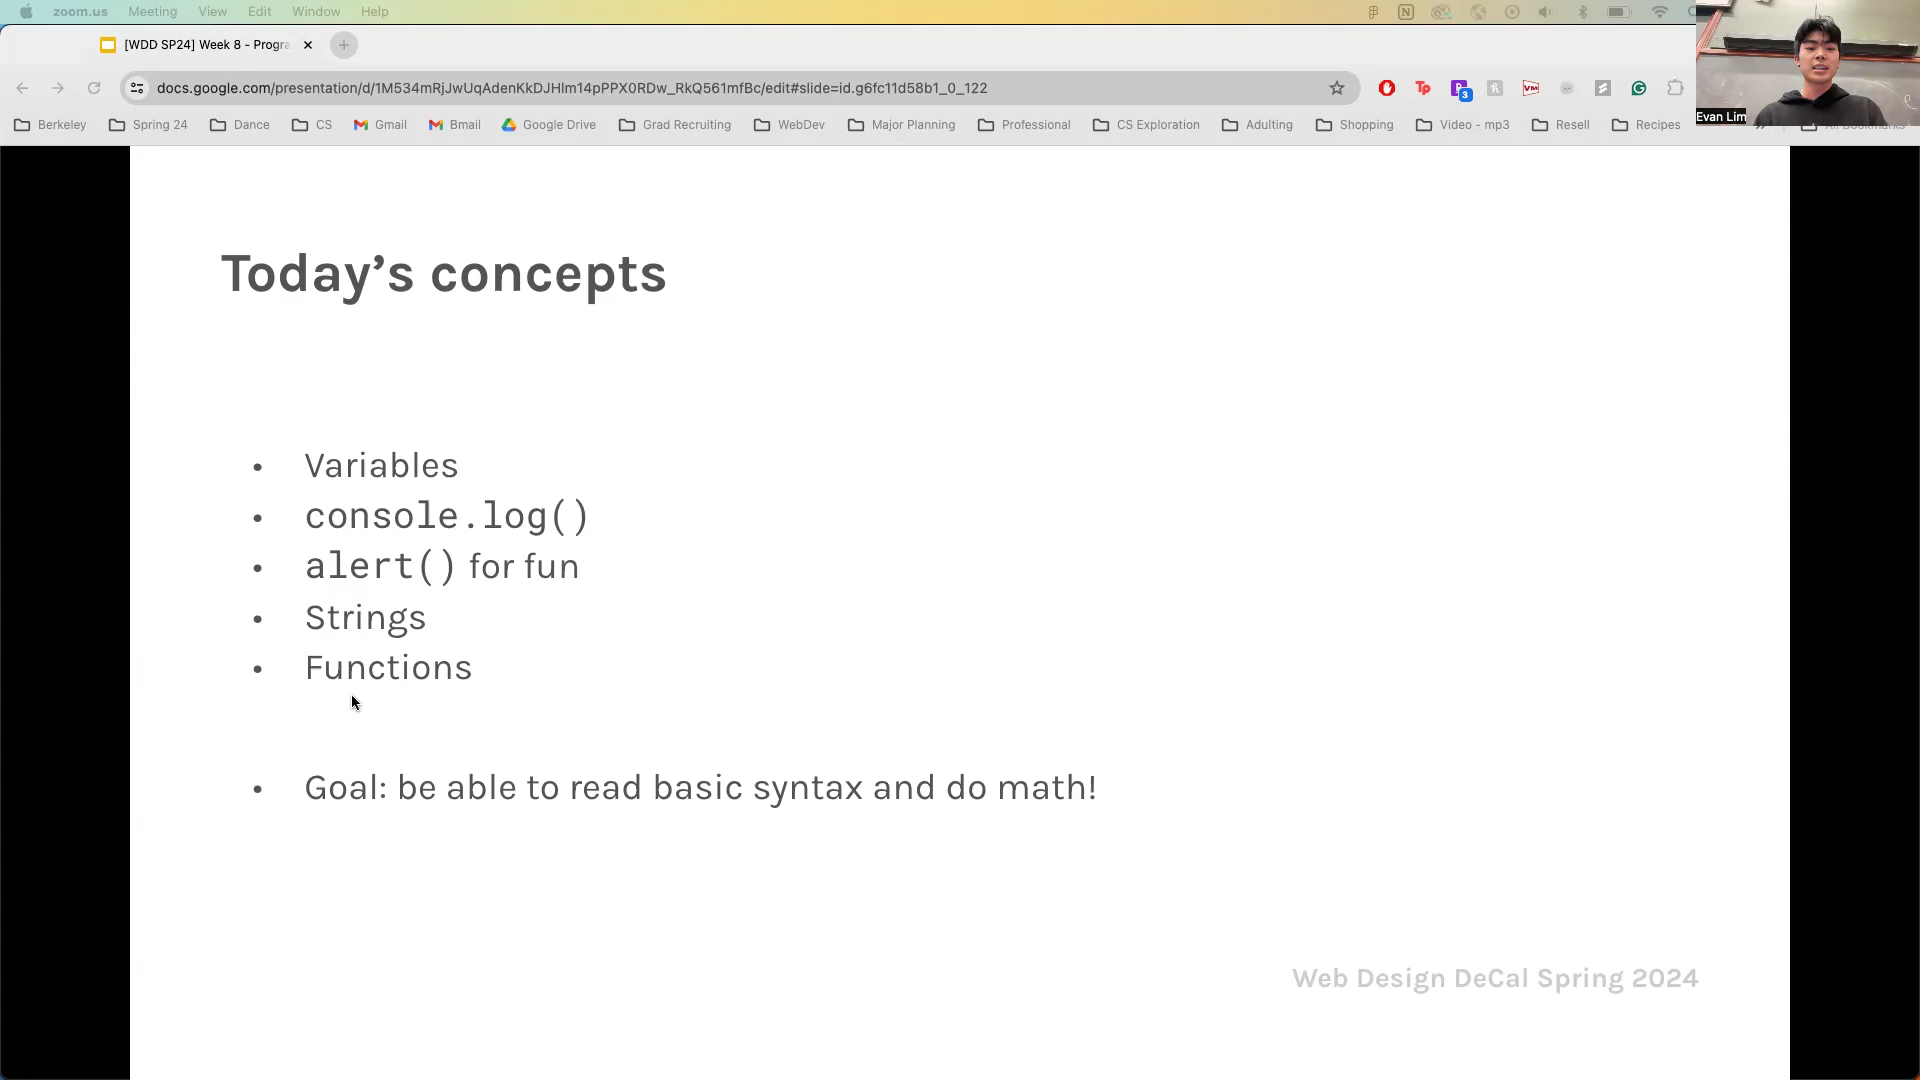 zoom.us Meeting View Edit Window Help
[WDD SP24] Week 8 - Progra
docs.google.com/presentation/d/1M534mRjJwUqAdenKkDJHlm14pPPX0RDw_RkQ561mfBc/edit#slide=id.g6fc11d58b1_0_122
Tp
3
VM
Berkeley Spring 24 Dance CS Gmail Bmail Google Drive Grad Recruiting WebDev Major Planning Professional CS Exploration Adulting Shopping Video - mp3 Resell Recipes All Bookmarks
Evan Lim
Today’s concepts
• Variables
• console.log()
• alert() for fun
• Strings
• Functions
• Goal: be able to read basic syntax and do math!
Web Design DeCal Spring 2024